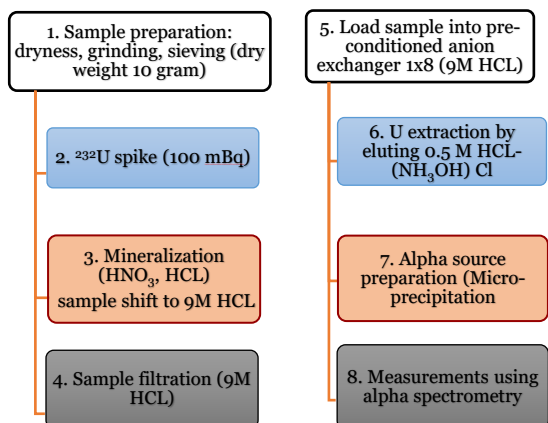 1. Sample preparation:
dryness, grinding, sieving (dry
weight 10 gram)
2. ²³²U spike (100 mBq)
3. Mineralization
(HNO₃, HCL)
sample shift to 9M HCL
4. Sample filtration (9M
HCL)
5. Load sample into pre-
conditioned anion
exchanger 1x8 (9M HCL)
6. U extraction by
eluting 0.5 M HCL-
(NH₃OH) Cl
7. Alpha source
preparation (Micro-
precipitation
8. Measurements using
alpha spectrometry